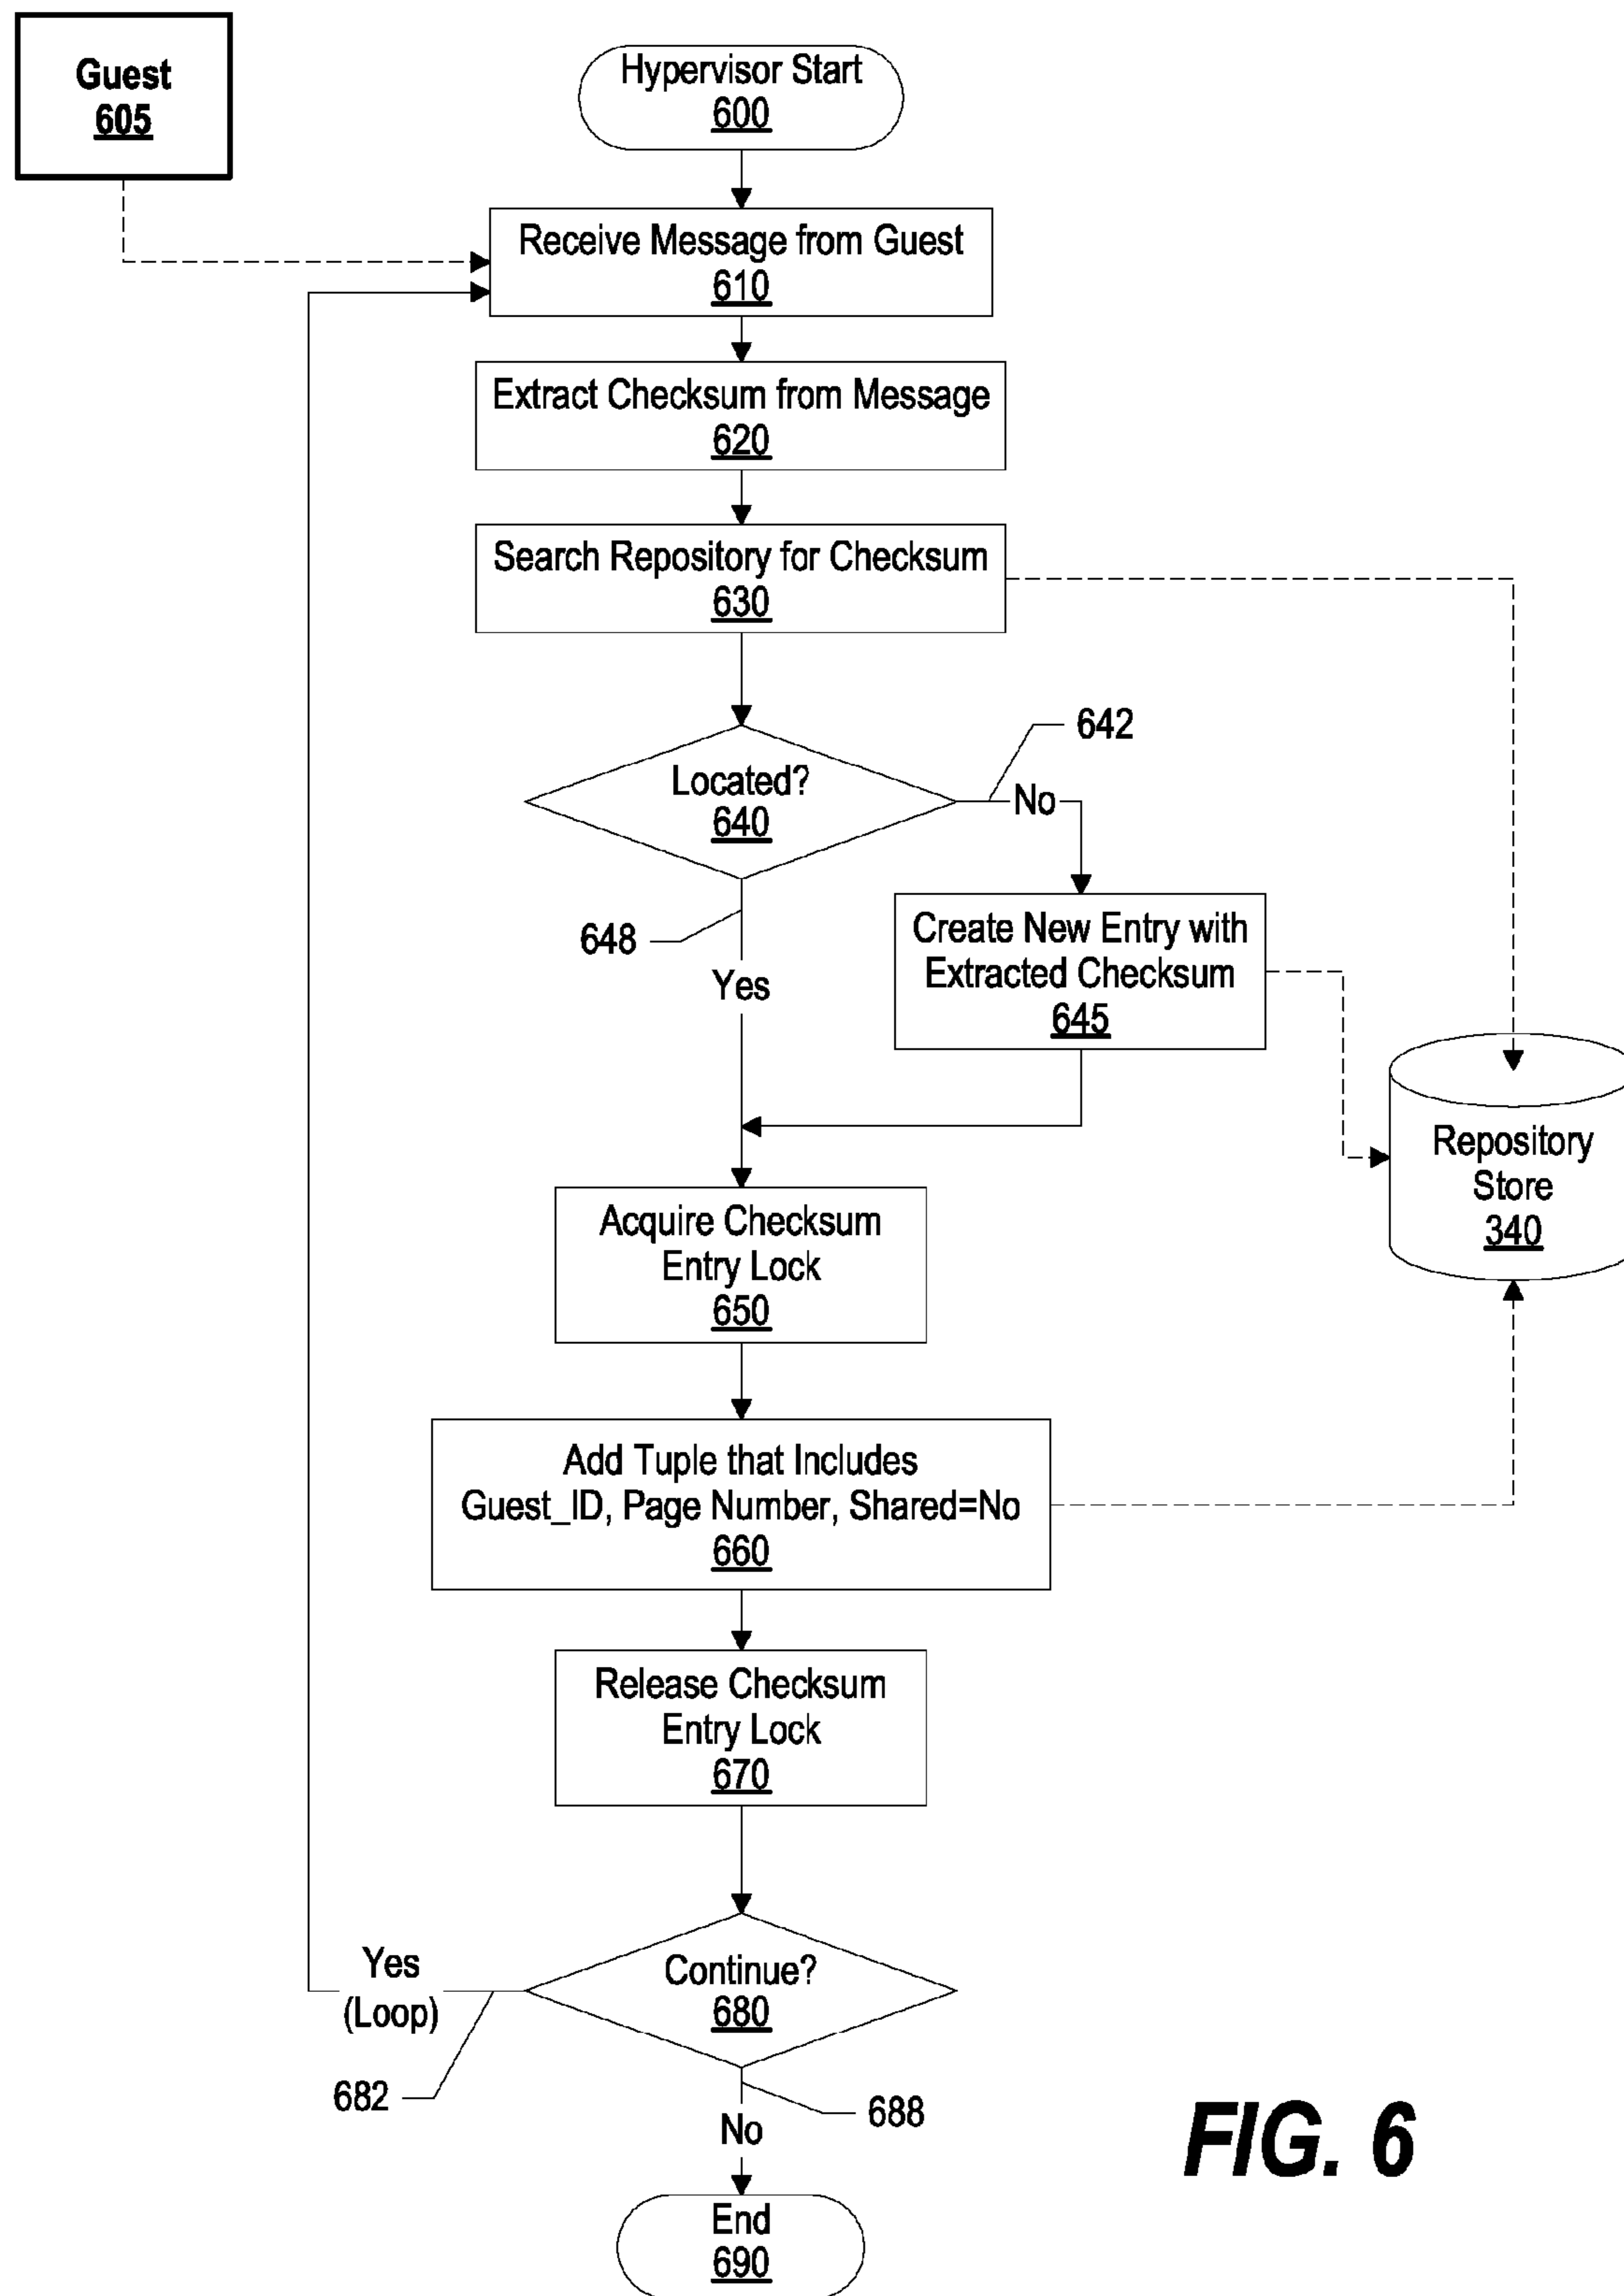 Guest
605
Hypervisor Start
600
Receive Message from Guest
610
Extract Checksum from Message
620
Search Repository for Checksum
630
642
Located?
640
No
648
Yes
Create New Entry with
Extracted Checksum
645
Repository
Store
340
Acquire Checksum
Entry Lock
650
Add Tuple that Includes
Guest_ID, Page Number, Shared=No
660
Release Checksum
Entry Lock
670
Continue?
680
Yes
(Loop)
682
688
No
End
690
FIG. 6